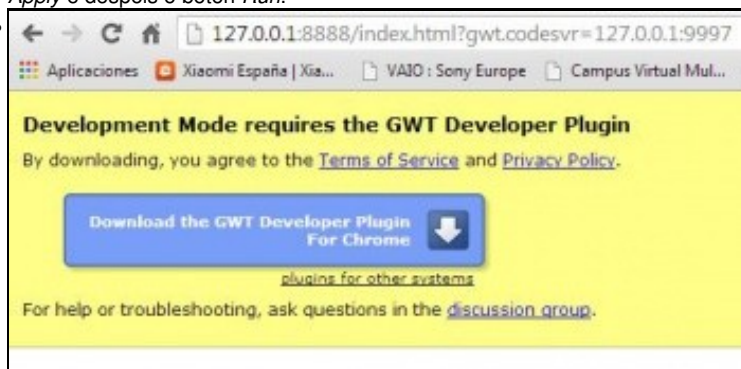 Apply e despois o botón Run.
127.0.0.1:8888/index.html?gwt.codesvr=127.0.0.1:9997
Aplicaciones Xiaomi España | Xia... VAIO : Sony Europe Campus Virtual Mul...
Development Mode requires the GWT Developer Plugin
By downloading, you agree to the Terms of Service and Privacy Policy.
Download the GWT Developer Plugin
For Chrome
plugins for other systems
For help or troubleshooting, ask questions in the discussion group.